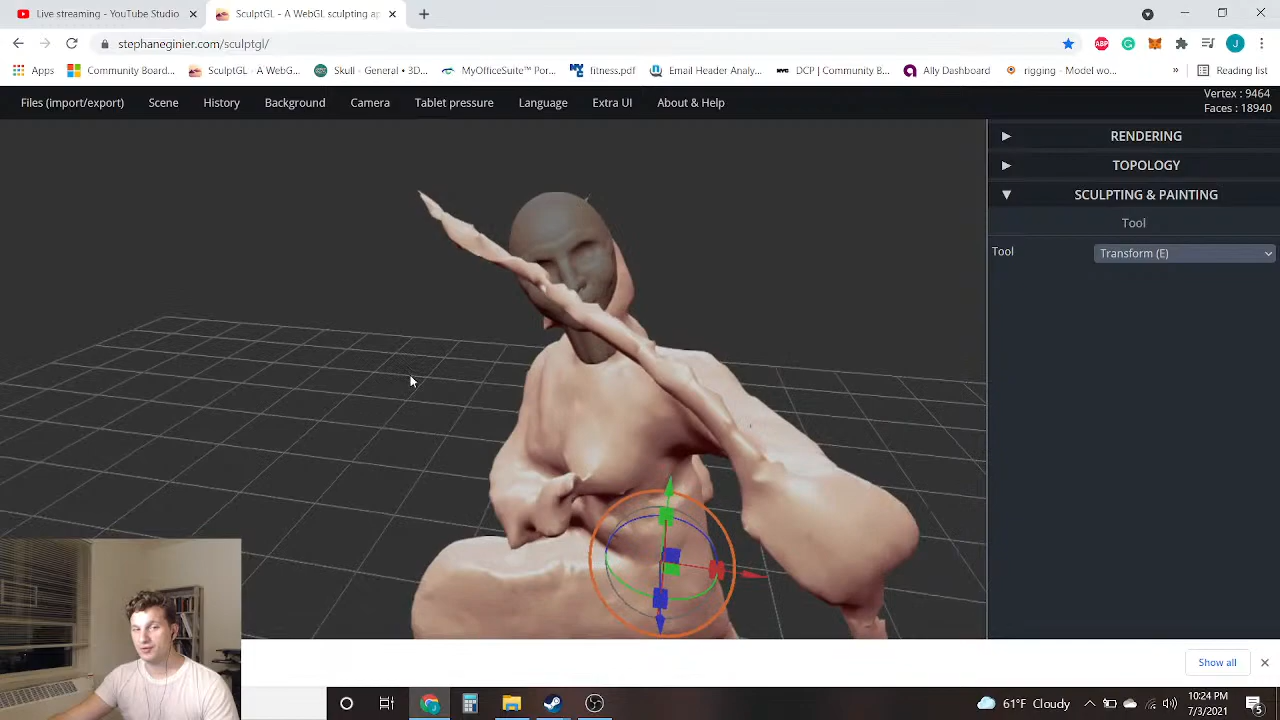 Live streaming - YouTube Studio
SculptGL - A WebGL sculpting ap
stephaneginier.com/sculptgl/
Apps
Community Board...
SculptGL - A WebG...
Skull - General • 3D...
MyOfficeSuite™ Por...
fitness.pdf
Email Header Analy...
DCP | Community B...
Ally Dashboard
rigging - Model wo...
»
Reading list
Files (import/export)
Scene
History
Background
Camera
Tablet pressure
Language
Extra UI
About & Help
Vertex : 9464
Faces : 18940
RENDERING
TOPOLOGY
SCULPTING & PAINTING
Tool
Tool
Transform (E)
Show all
61°F Cloudy
10:24 PM
7/3/2021
5